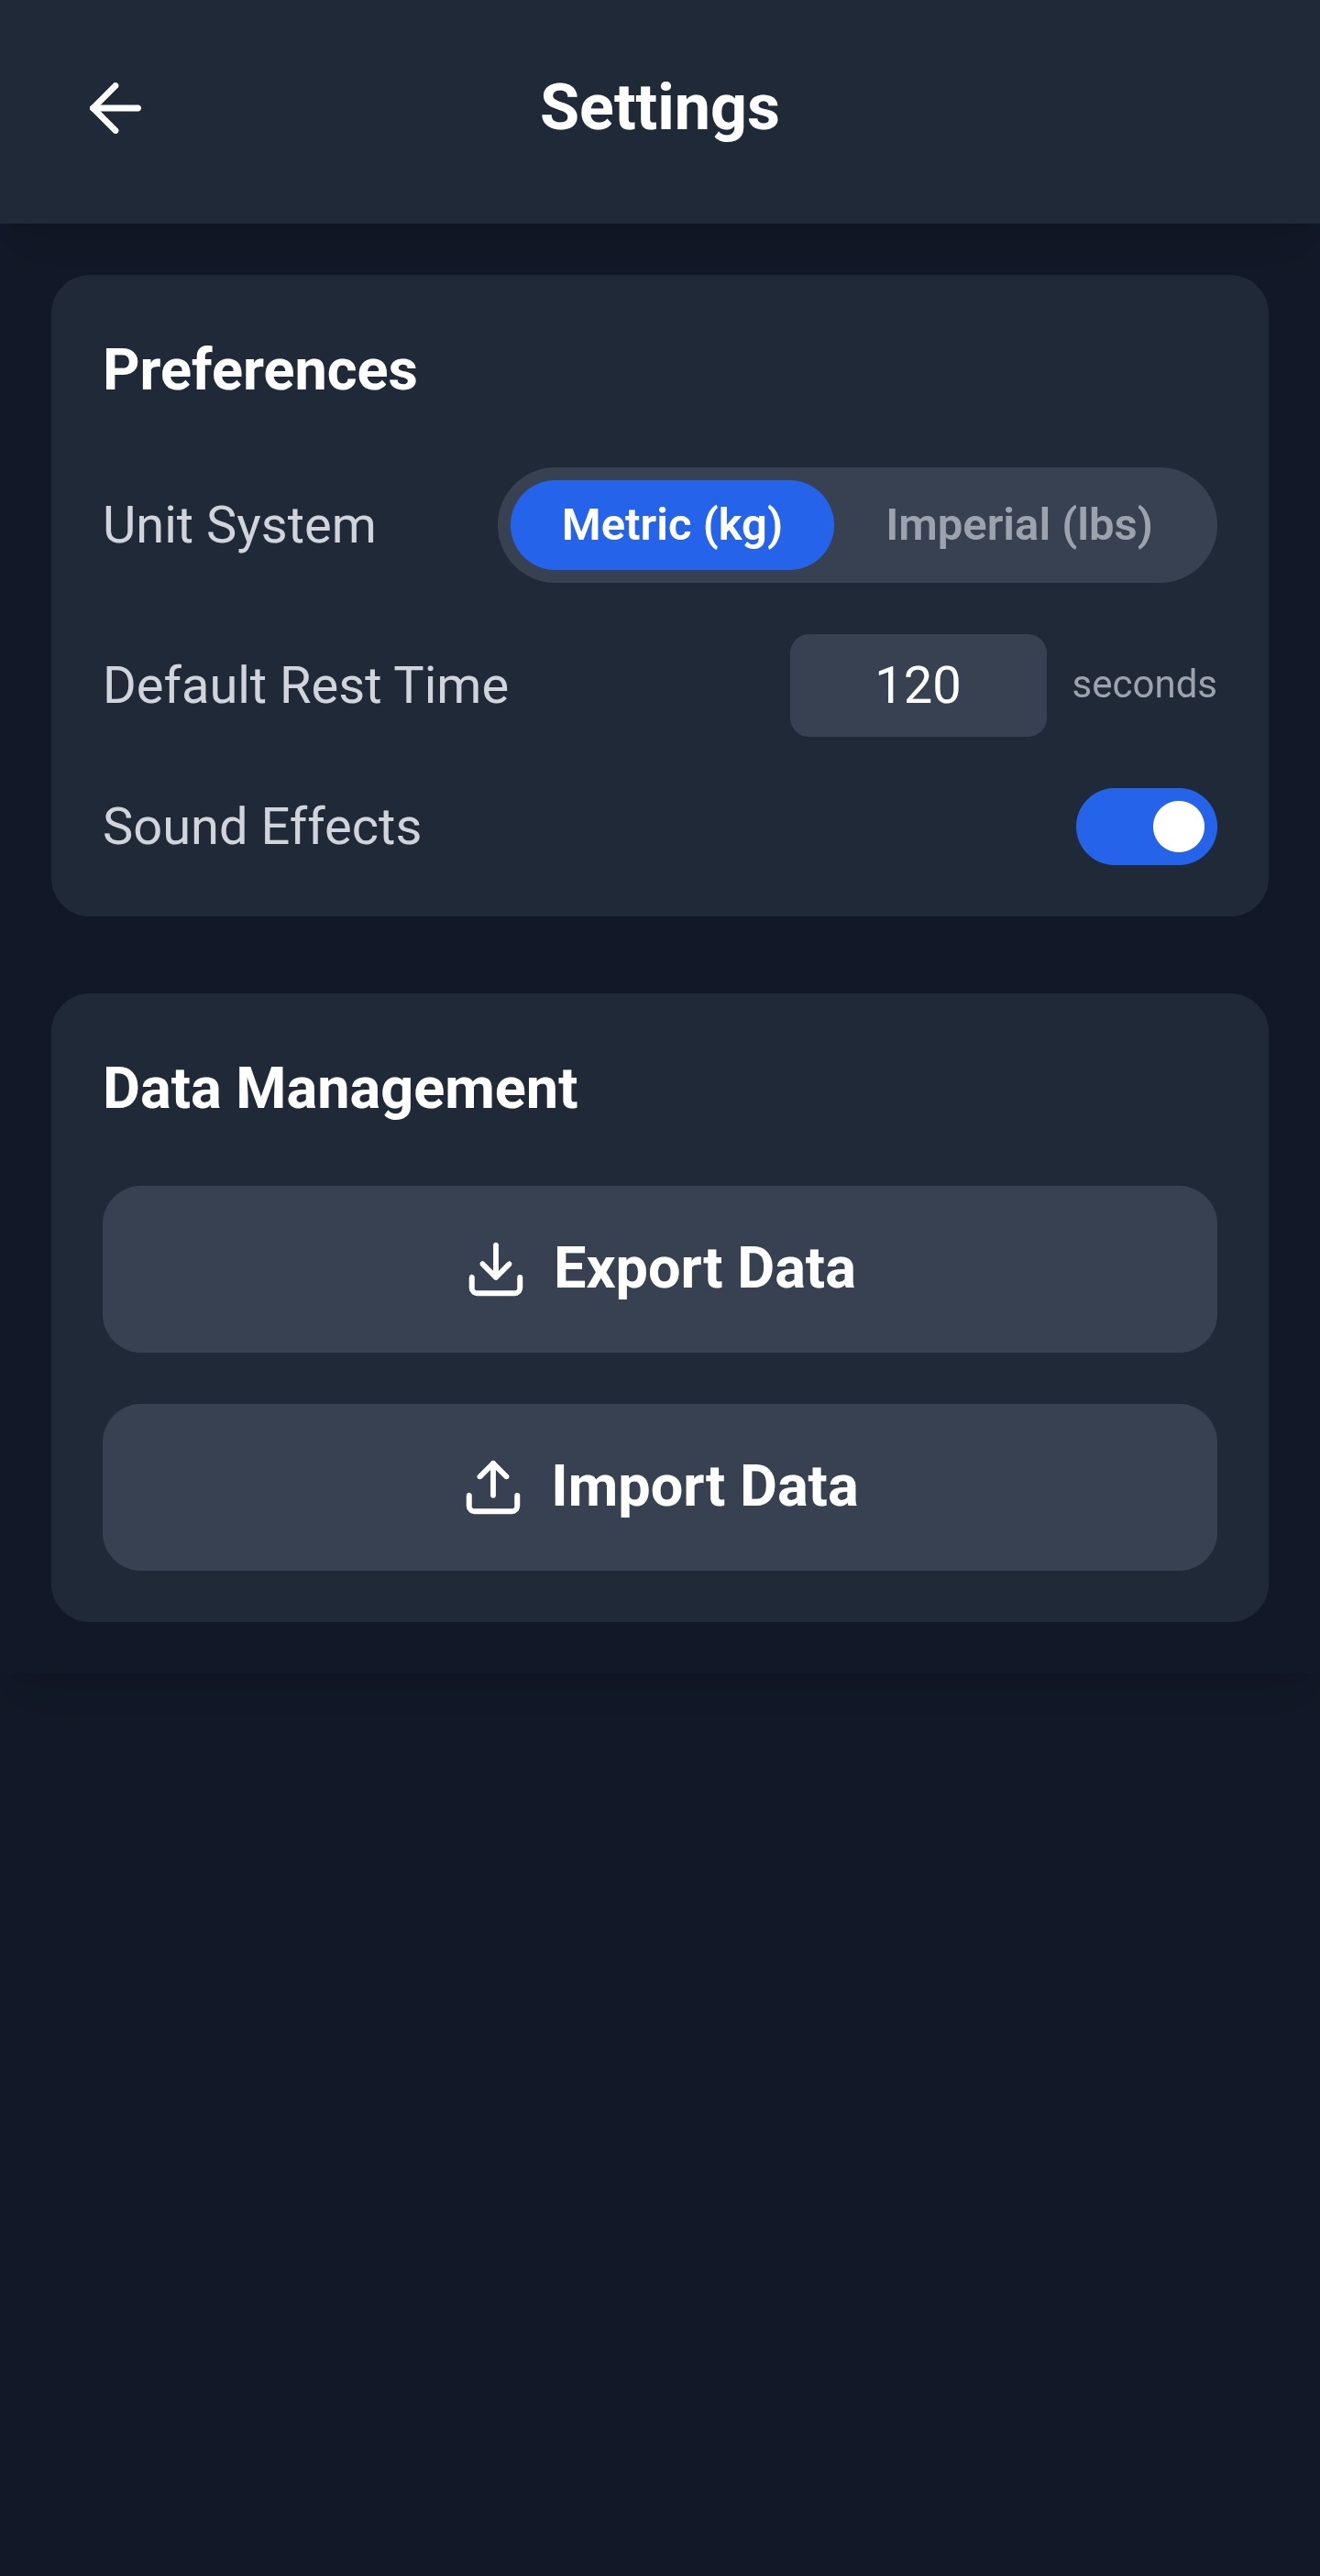 Settings
Preferences
Unit System Metric (kg) Imperial (lbs)
Default Rest Time 120 seconds
Sound Effects
Data Management
Export Data
Import Data